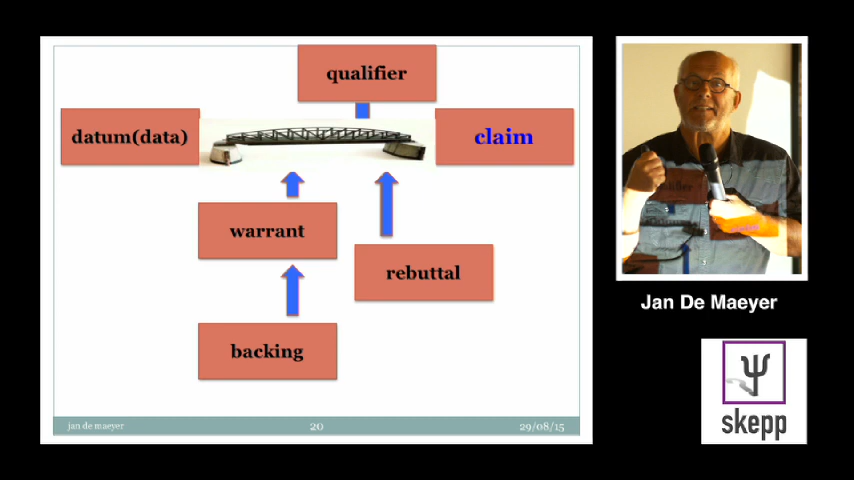 qualifier
datum(data)
claim
warrant
rebuttal
backing
jan de maeyer
20
29/08/15
Jan De Maeyer
skepp